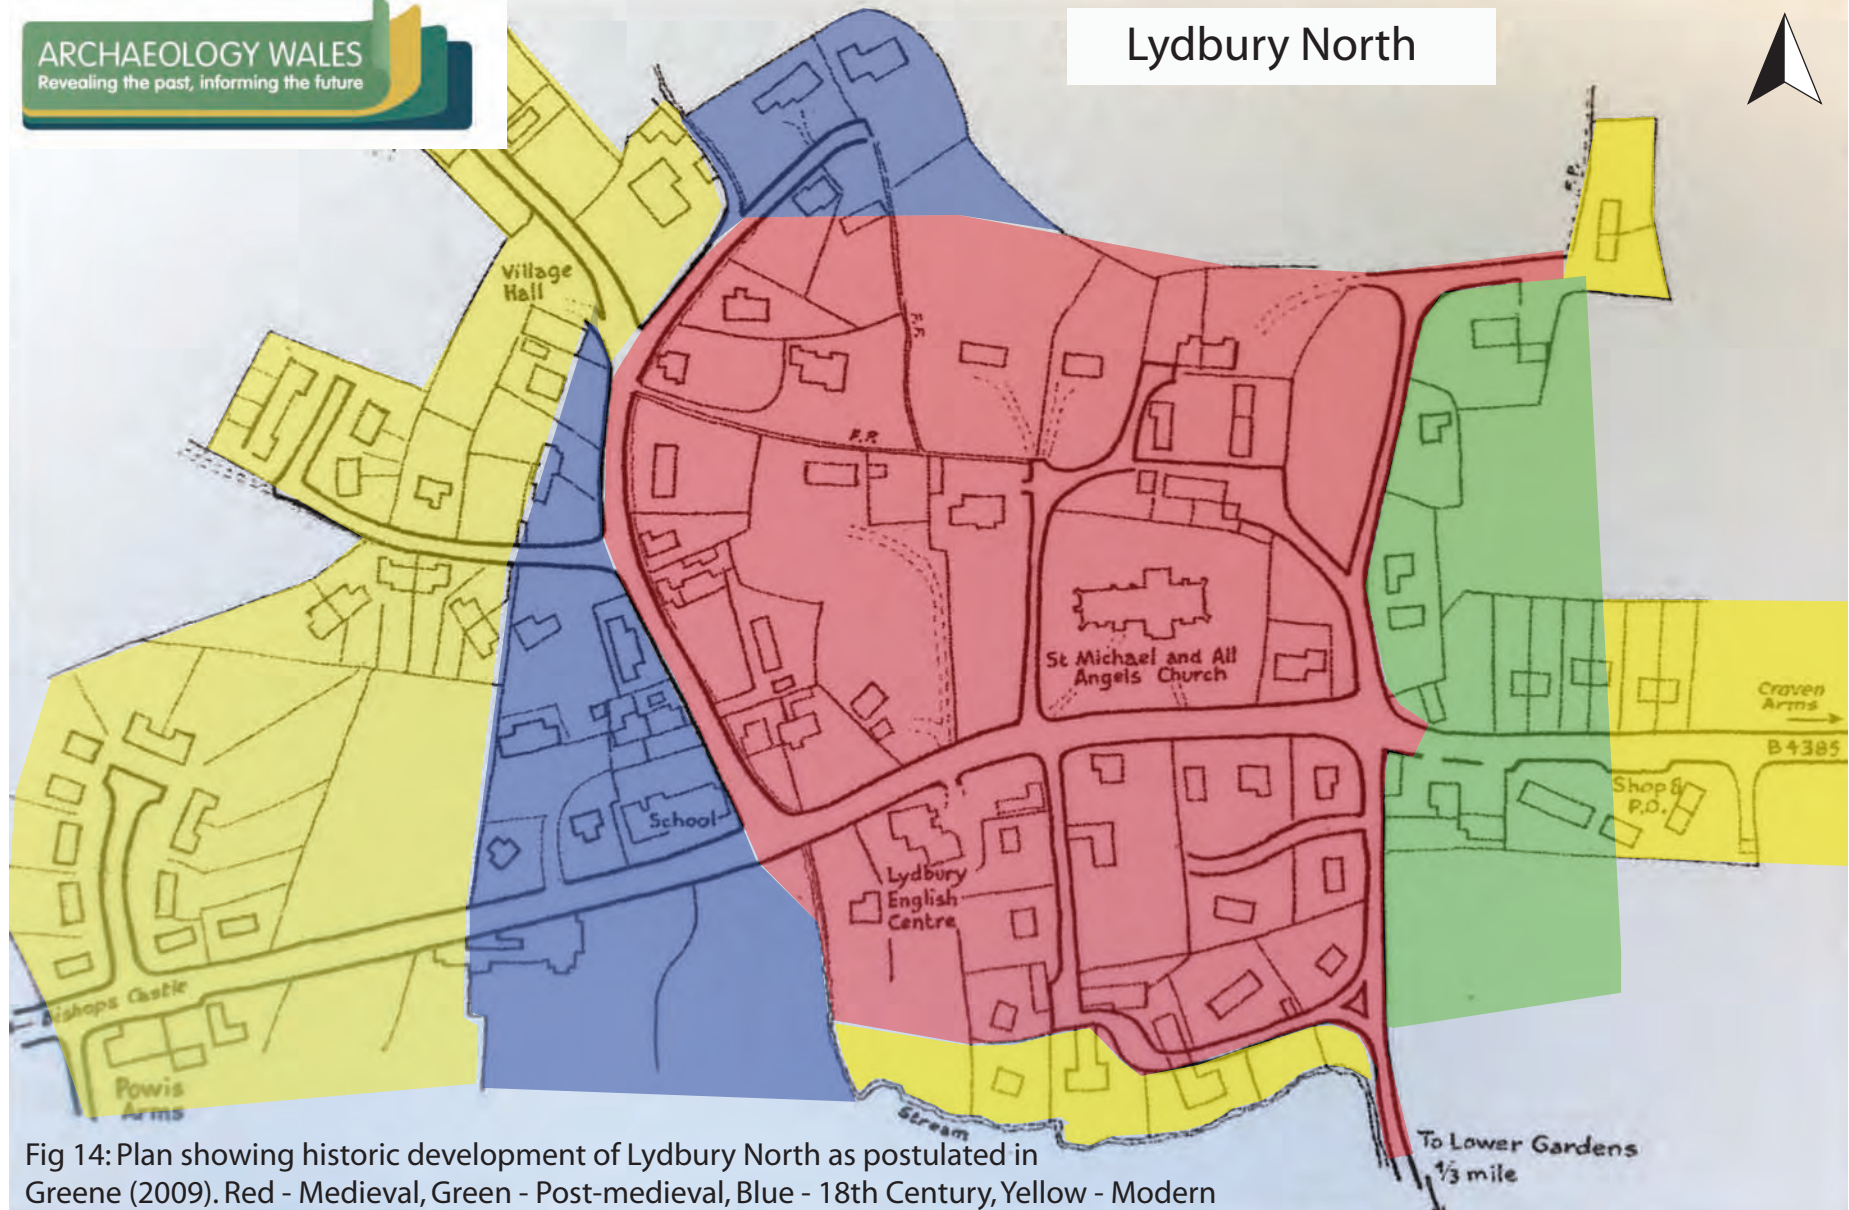 ARCHAEOLOGY WALES
Revealing the past, informing the future
Lydbury North
F.P.
Village
Hall
F.P.
F.P.
St Michael and All
Angels Church
Craven
Arms
B4385
Shop &
P.O.
School
Lydbury
English
Centre
Bishops Castle
Powis
Arms
Stream
To Lower Gardens
1/3 mile
Fig 14: Plan showing historic development of Lydbury North as postulated in
Greene (2009). Red - Medieval, Green - Post-medieval, Blue - 18th Century, Yellow - Modern